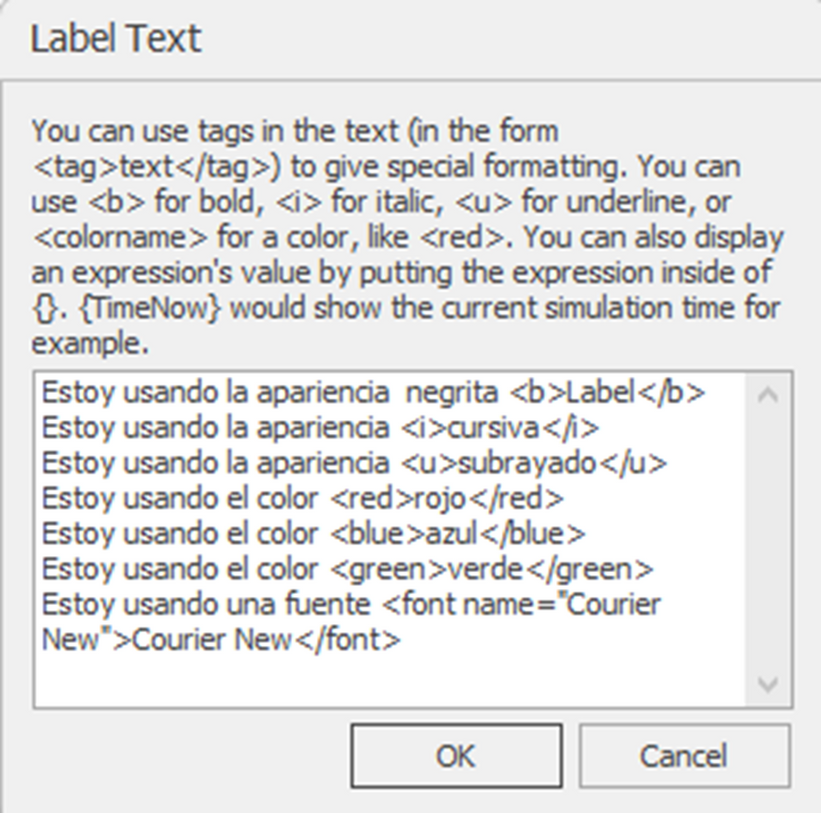 Label Text
You can use tags in the text (in the form
<tag>text</tag>) to give special formatting. You can
use <b> for bold, <i> for italic, <u> for underline, or
<colorname> for a color, like <red>. You can also display
an expression's value by putting the expression inside of
{}. {TimeNow} would show the current simulation time for
example.
Estoy usando la apariencia  negrita <b>Label</b>
Estoy usando la apariencia <i>cursiva</i>
Estoy usando la apariencia <u>subrayado</u>
Estoy usando el color <red>rojo</red>
Estoy usando el color <blue>azul</blue>
Estoy usando el color <green>verde</green>
Estoy usando una fuente <font name="Courier
New">Courier New</font>
OK Cancel